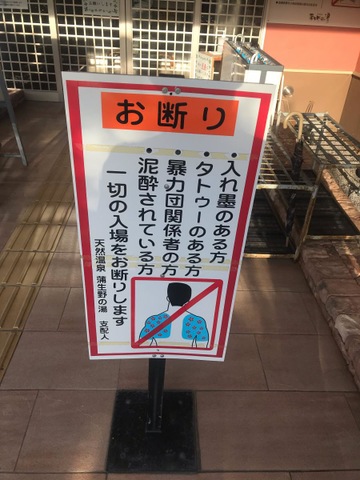 お断り
・入れ墨のある方
・タトゥーのある方
・暴力団関係者の方
・泥酔されている方
一切の入場をお断りします
天然温泉 蒲生野の湯 支配人